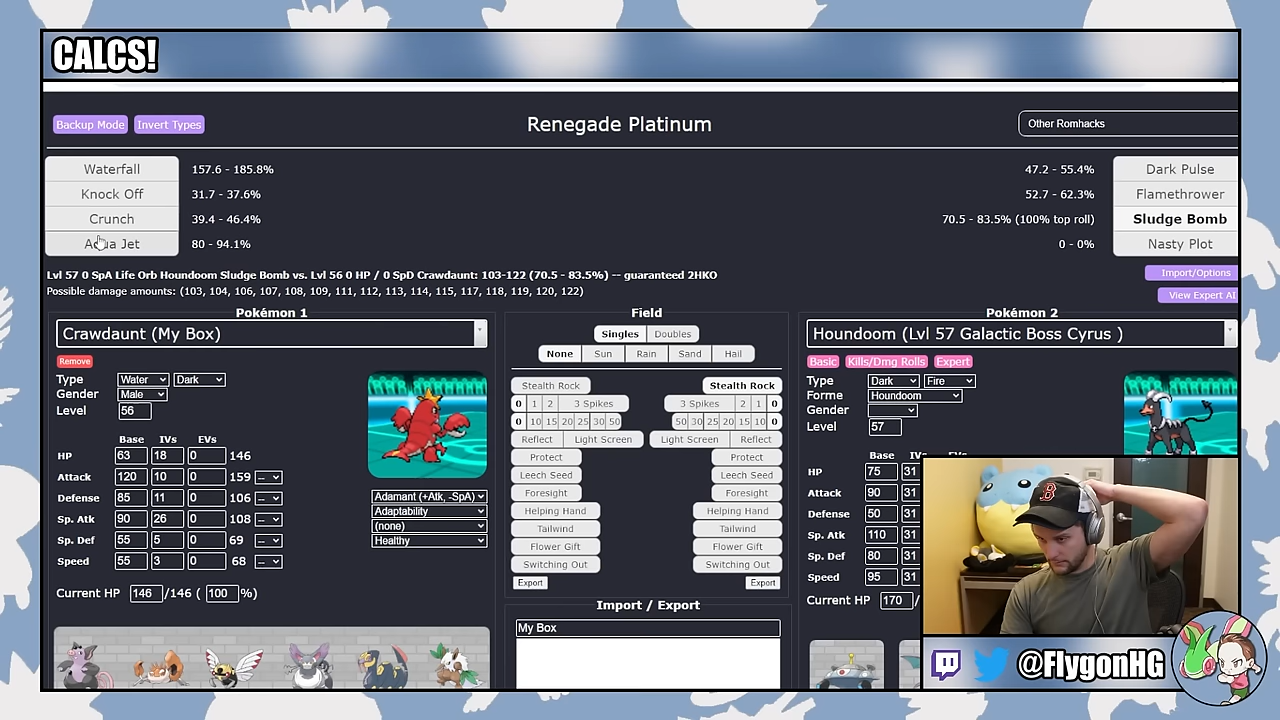 CALCS!
Backup Mode
Invert Types
Renegade Platinum
Other Romhacks
Waterfall 157.6 - 185.8%
Knock Off 31.7 - 37.6%
Crunch 39.4 - 46.4%
Aqua Jet 80 - 94.1%
47.2 - 55.4% Dark Pulse
52.7 - 62.3% Flamethrower
70.5 - 83.5% (100% top roll) Sludge Bomb
0 - 0% Nasty Plot
Lvl 57 0 SpA Life Orb Houndoom Sludge Bomb vs. Lvl 56 0 HP / 0 SpD Crawdaunt: 103-122 (70.5 - 83.5%) -- guaranteed 2HKO
Possible damage amounts: (103, 104, 106, 107, 108, 109, 111, 112, 113, 114, 115, 117, 118, 119, 120, 122)
Import/Options
View Expert AI
Pokémon 1
Crawdaunt (My Box)
Remove
Type Water Dark
Gender Male
Level 56
Base IVs EVs
HP 63 18 0 146
Attack 120 10 0 159 --
Defense 85 11 0 106 --
Sp. Atk 90 26 0 108 --
Sp. Def 55 5 0 69 --
Speed 55 3 0 68 --
Adamant (+Atk, -SpA)
Adaptability
(none)
Healthy
Current HP 146 /146 ( 100 %)
Field
Singles Doubles
None Sun Rain Sand Hail
Stealth Rock Stealth Rock
0 1 2 3 Spikes 3 Spikes 2 1 0
0 10 15 20 25 30 50 50 30 25 20 15 10 0
Reflect Light Screen Light Screen Reflect
Protect Protect
Leech Seed Leech Seed
Foresight Foresight
Helping Hand Helping Hand
Tailwind Tailwind
Flower Gift Flower Gift
Switching Out Switching Out
Export Export
Import / Export
My Box
Pokémon 2
Houndoom (Lvl 57 Galactic Boss Cyrus )
Basic Kills/Dmg Rolls Expert
Type Dark Fire
Forme Houndoom
Gender
Level 57
Base
HP 75 31
Attack 90 31
Defense 50 31
Sp. Atk 110 31
Sp. Def 80 31
Speed 95 31
Current HP 170 /
B
@FlygonHG